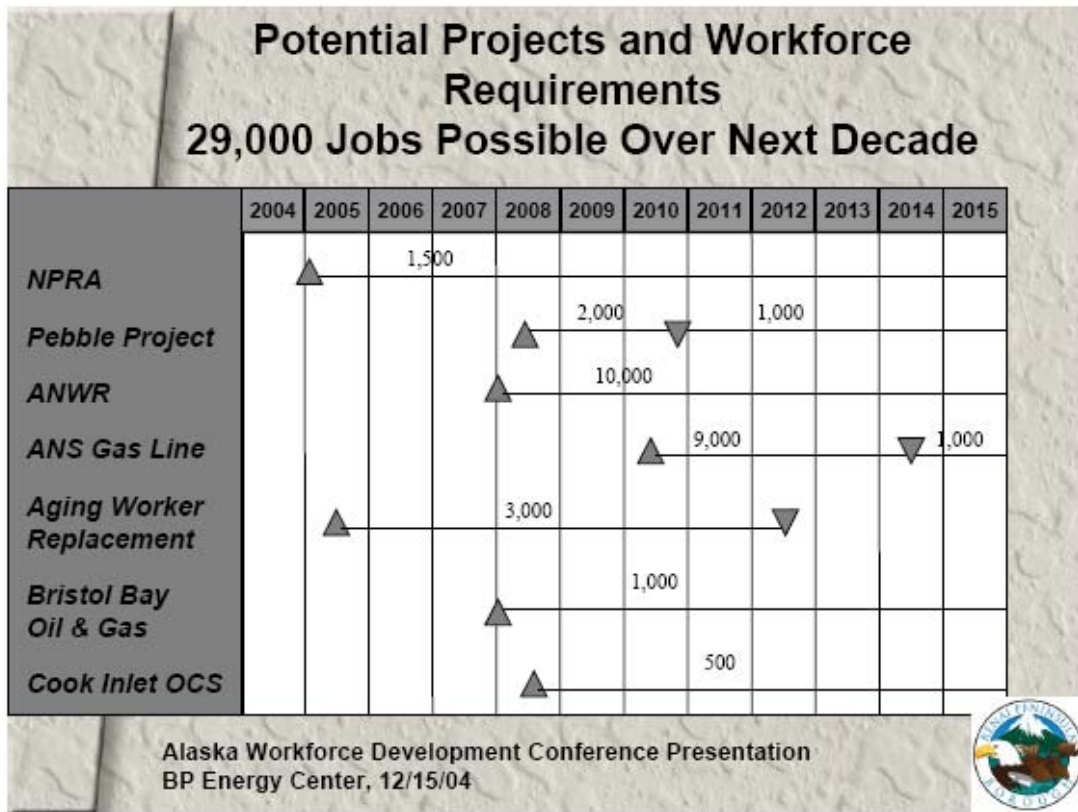 Potential Projects and Workforce
Requirements
29,000 Jobs Possible Over Next Decade
2004 2005 2006 2007 2008 2009 2010 2011 2012 2013 2014 2015
NPRA 1,500
Pebble Project 2,000 1,000
ANWR 10,000
ANS Gas Line 9,000 1,000
Aging Worker
Replacement
3,000
Bristol Bay
Oil & Gas
1,000
Cook Inlet OCS 500
Alaska Workforce Development Conference Presentation
BP Energy Center, 12/15/04
KENAI PENINSULA
BOROUGH